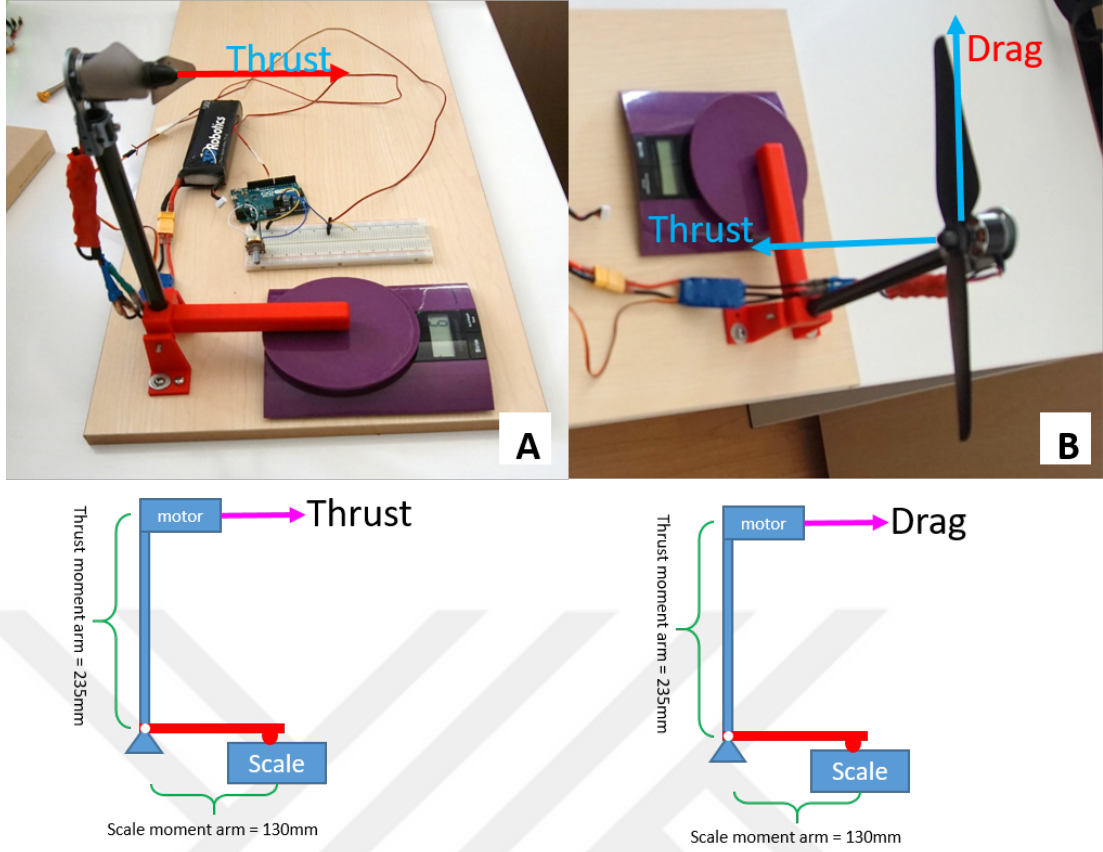 Thrust
Robotics
A
Drag
Thrust
B
motor
Thrust
Thrust moment arm = 235mm
Scale
Scale moment arm = 130mm
motor
Drag
Thrust moment arm = 235mm
Scale
Scale moment arm = 130mm